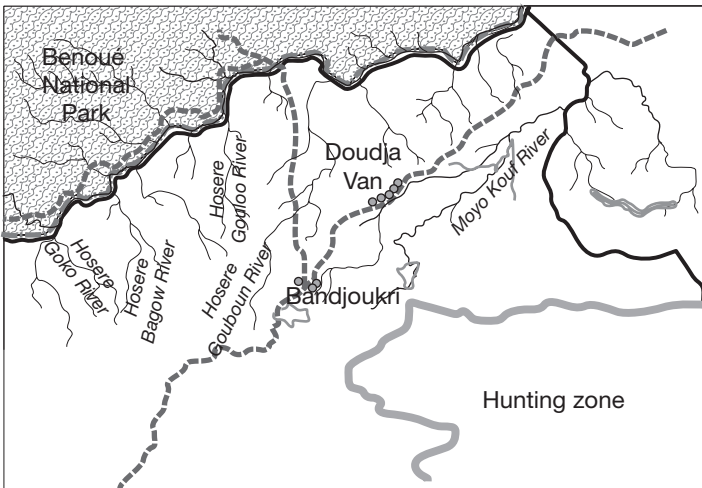 Benoué
National
Park
Doudja
Van
Moyo Kouf River
Hosere
Gouloo River
Hosere
Goko River
Hosere
Bagow River
Hosere
Gouboun River
Bandjoukri
Hunting zone